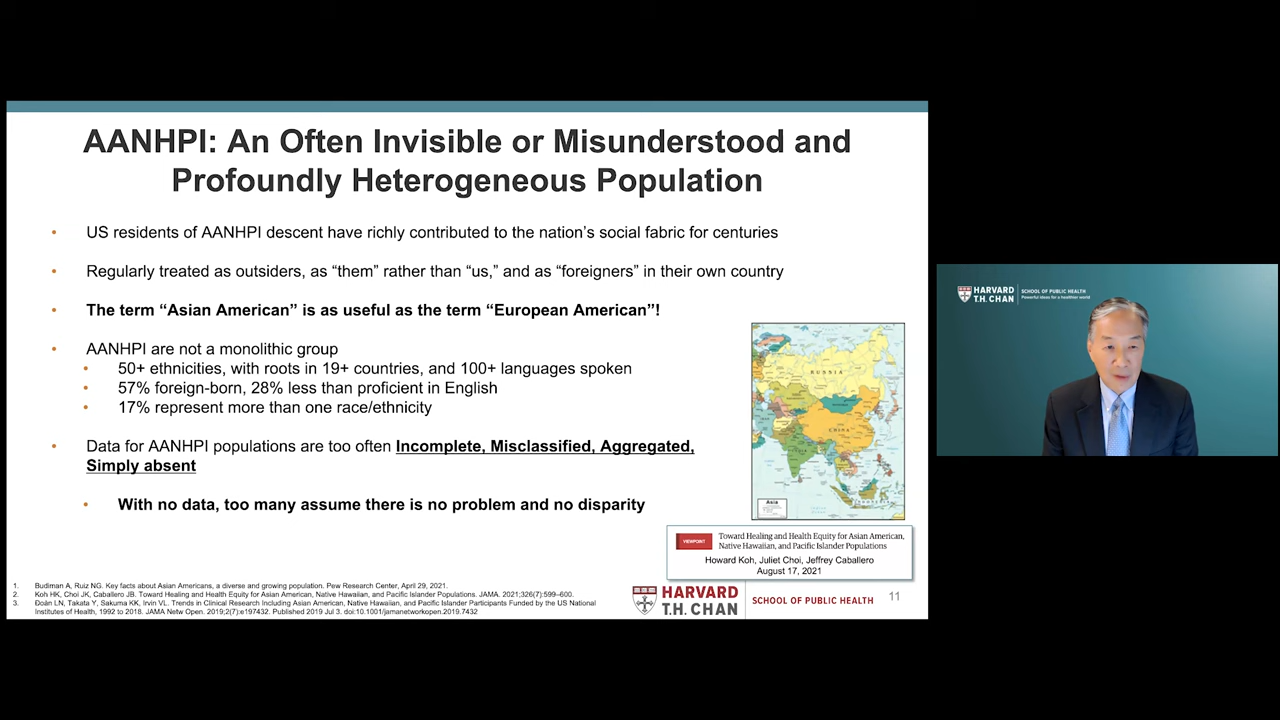 AANHPI: An Often Invisible or Misunderstood and
Profoundly Heterogeneous Population
• US residents of AANHPI descent have richly contributed to the nation’s social fabric for centuries
• Regularly treated as outsiders, as “them” rather than “us,” and as “foreigners” in their own country
• The term “Asian American” is as useful as the term “European American”!
• AANHPI are not a monolithic group
• 50+ ethnicities, with roots in 19+ countries, and 100+ languages spoken
• 57% foreign-born, 28% less than proficient in English
• 17% represent more than one race/ethnicity
• Data for AANHPI populations are too often Incomplete, Misclassified, Aggregated,
Simply absent
• With no data, too many assume there is no problem and no disparity
RUSSIA
CHINA
Asia
VIEWPOINT
Toward Healing and Health Equity for Asian American,
Native Hawaiian, and Pacific Islander Populations
Howard Koh, Juliet Choi, Jeffrey Caballero
August 17, 2021
1. Budiman A, Ruiz NG. Key facts about Asian Americans, a diverse and growing population. Pew Research Center, April 29, 2021.
2. Koh HK, Choi JK, Caballero JB. Toward Healing and Health Equity for Asian American, Native Hawaiian, and Pacific Islander Populations. JAMA. 2021;326(7):599–600.
3. Đoàn LN, Takata Y, Sakuma KK, Irvin VL. Trends in Clinical Research Including Asian American, Native Hawaiian, and Pacific Islander Participants Funded by the US National
Institutes of Health, 1992 to 2018. JAMA Netw Open. 2019;2(7):e197432. Published 2019 Jul 3. doi:10.1001/jamanetworkopen.2019.7432
HARVARD
T.H. CHAN
SCHOOL OF PUBLIC HEALTH
11
HARVARD
T.H. CHAN
SCHOOL OF PUBLIC HEALTH
Powerful ideas for a healthier world